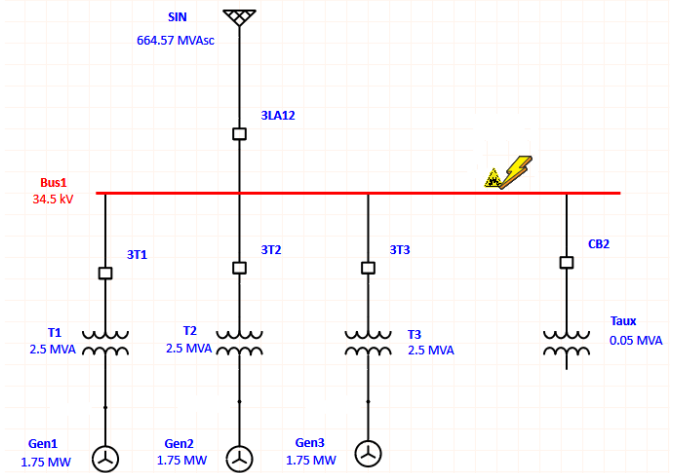 SIN
664.57 MVAsc
3LA12
Bus1
34.5 kV
3T1
3T2
3T3
CB2
T1
2.5 MVA
T2
2.5 MVA
T3
2.5 MVA
Taux
0.05 MVA
Gen1
1.75 MW
Gen2
1.75 MW
Gen3
1.75 MW